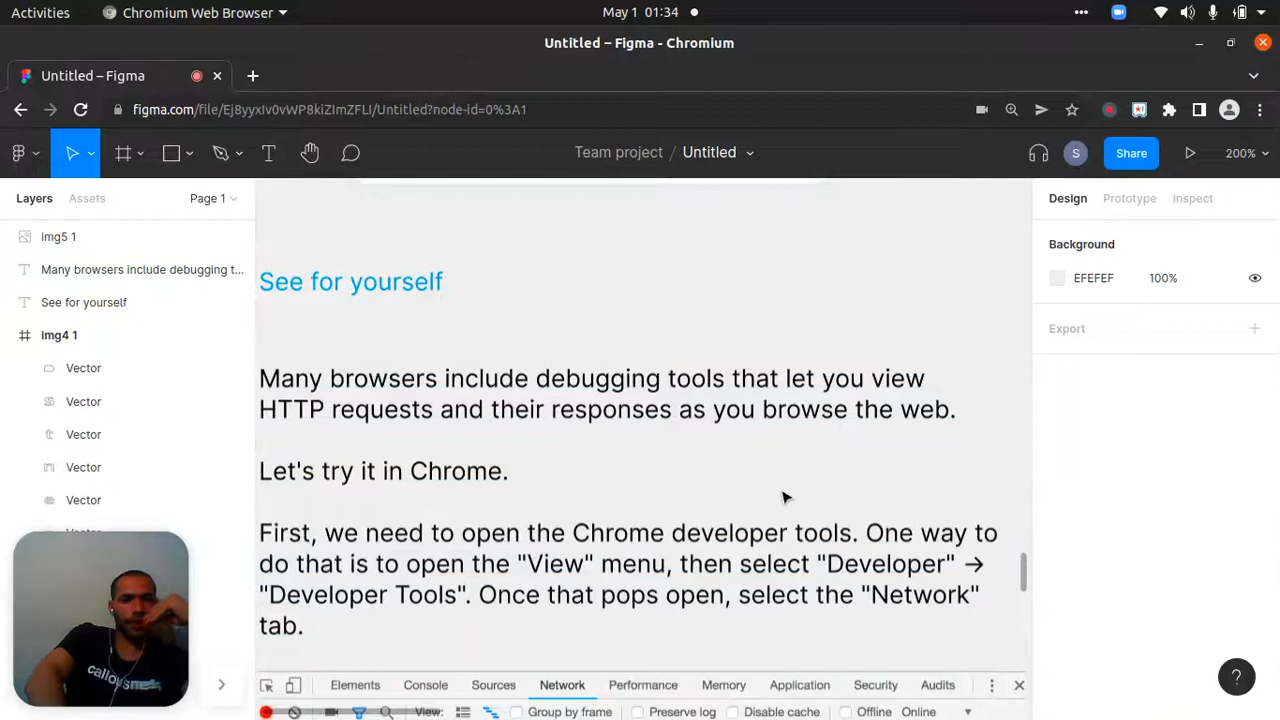 Activities Chromium Web Browser May 1 01:34
Untitled – Figma - Chromium
Untitled – Figma
figma.com/file/Ej8yyxIv0vWP8kiZImZFLI/Untitled?node-id=0%3A1
Team project / Untitled S Share 200%
Layers Assets Page 1 Design Prototype Inspect
img5 1
Many browsers include debugging t...
See for yourself
img4 1
Vector
Vector
Vector
Vector
Vector
Background
EFEFEF 100%
Export
See for yourself
Many browsers include debugging tools that let you view
HTTP requests and their responses as you browse the web.
Let's try it in Chrome.
First, we need to open the Chrome developer tools. One way to
do that is to open the "View" menu, then select "Developer" →
"Developer Tools". Once that pops open, select the "Network"
tab.
Elements Console Sources Network Performance Memory Application Security Audits
View: Group by frame Preserve log Disable cache Offline Online
?